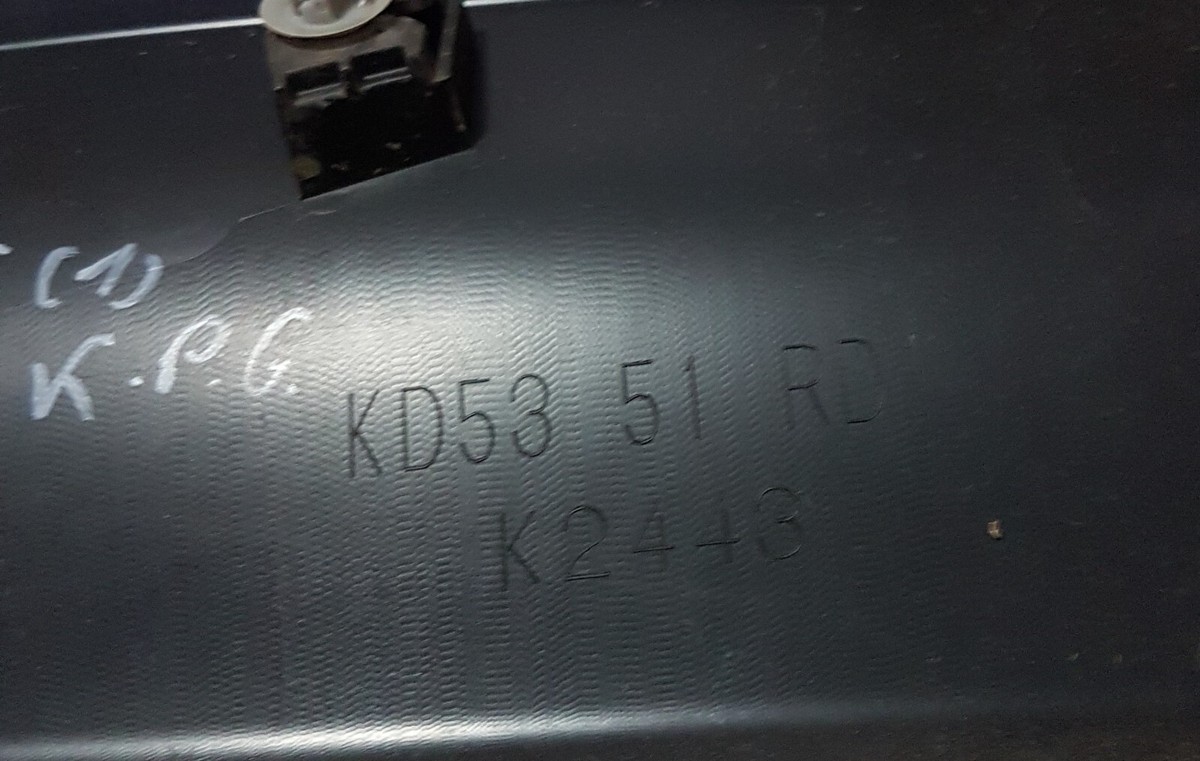 (1)
K.P.G.
KD53 51 RD
K2443